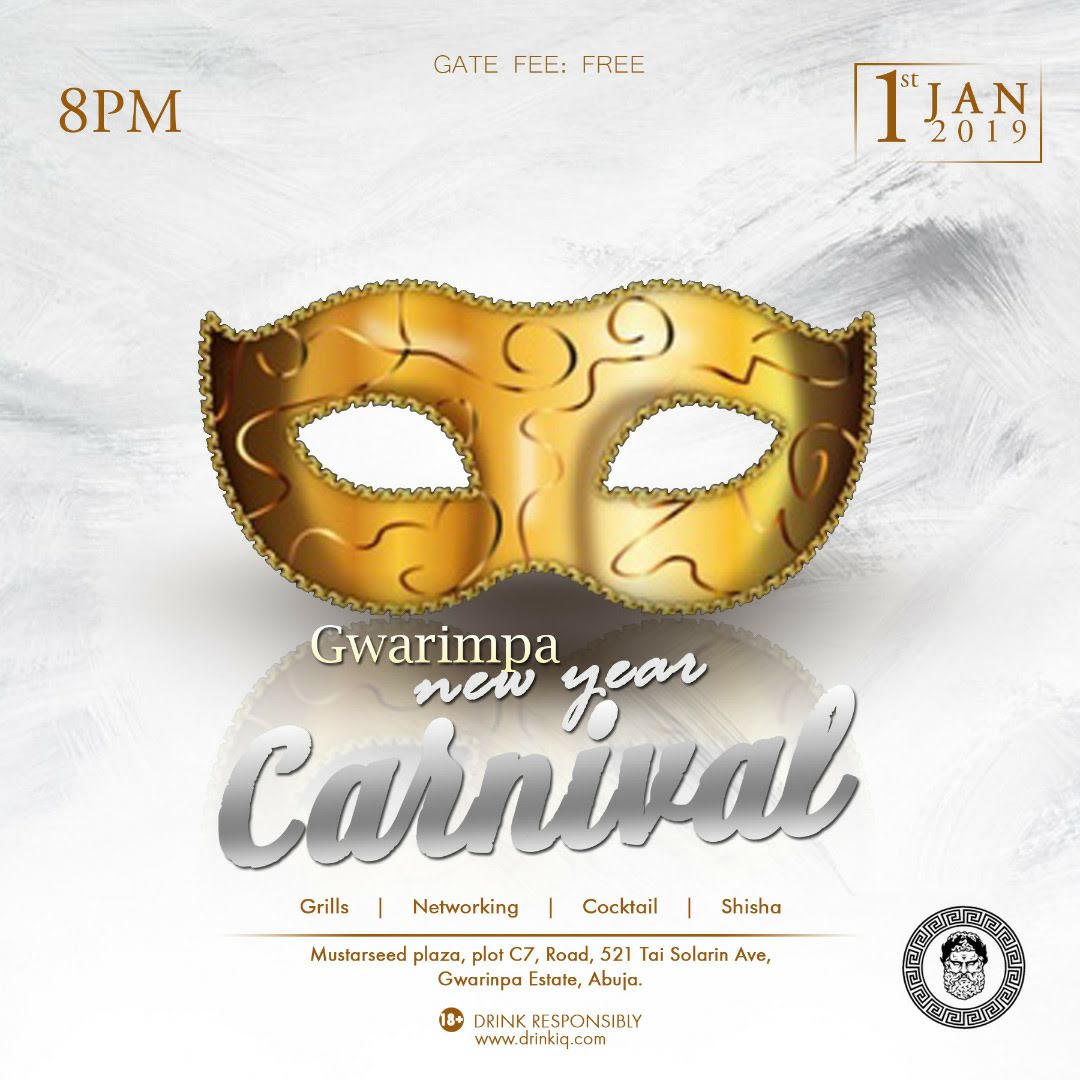 GATE FEE: FREE
8PM
1st JAN
2019
Gwarimpa
new year
Carnival
Grills | Networking | Cocktail | Shisha
Mustarseed plaza, plot C7, Road, 521 Tai Solarin Ave,
Gwarinpa Estate, Abuja.
18+ DRINK RESPONSIBLY
www.drinkiq.com